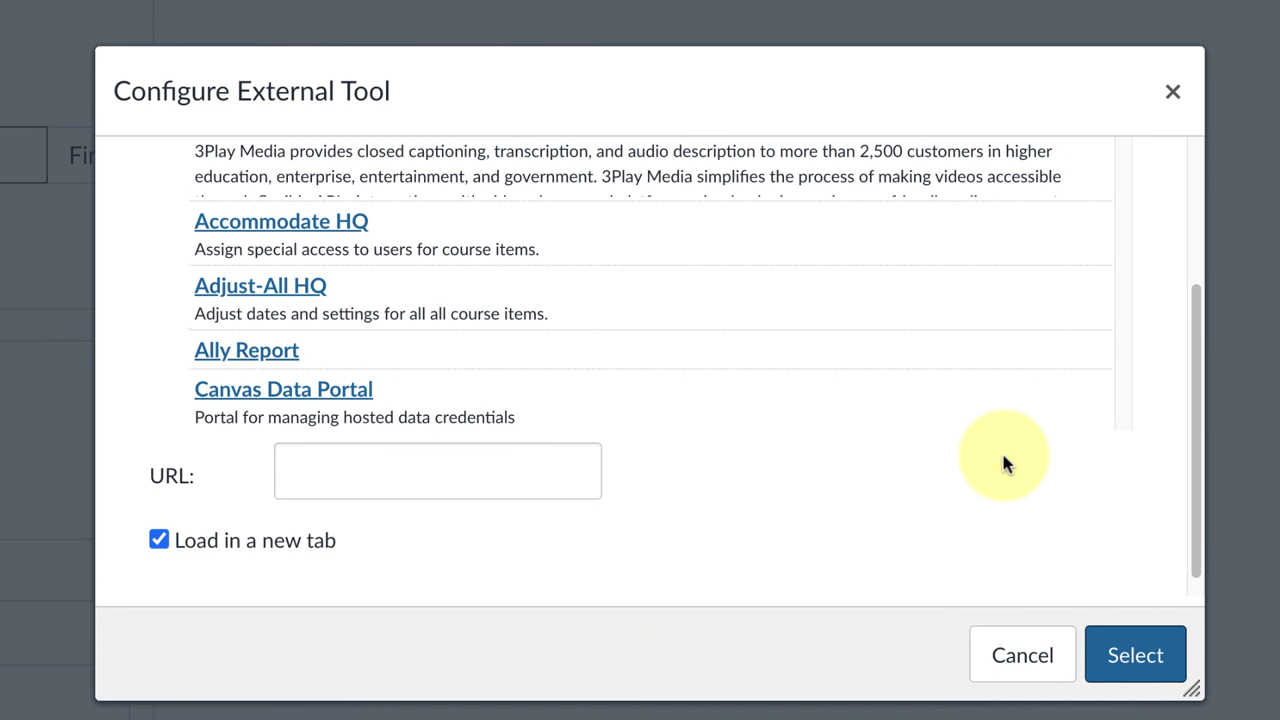 Configure External Tool
×
Fi
3Play Media provides closed captioning, transcription, and audio description to more than 2,500 customers in higher
education, enterprise, entertainment, and government. 3Play Media simplifies the process of making videos accessible
Accommodate HQ
Assign special access to users for course items.
Adjust-All HQ
Adjust dates and settings for all all course items.
Ally Report
Canvas Data Portal
Portal for managing hosted data credentials
URL:
Load in a new tab
Cancel
Select